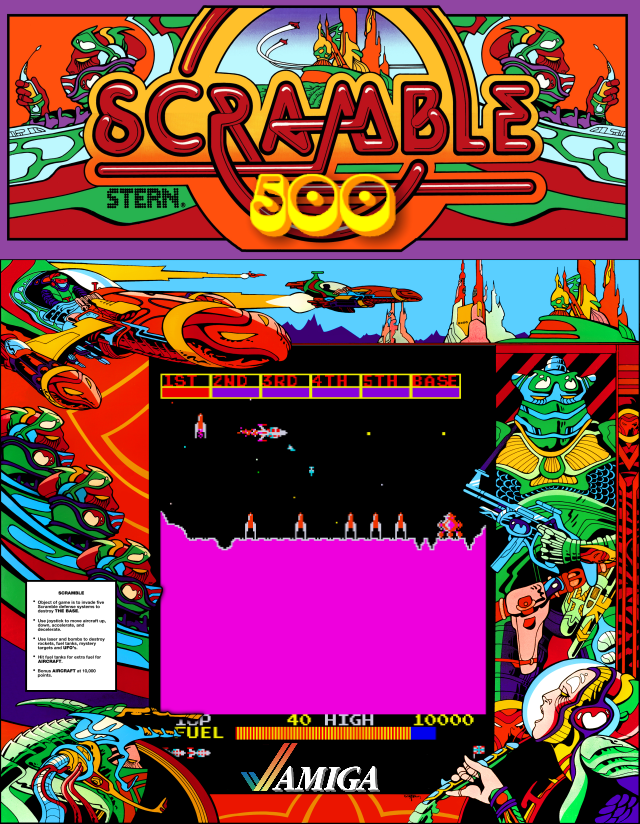 SCRAMBLE
STERN®
500
1ST 2ND 3RD 4TH 5TH BASE
SCRAMBLE
• Object of game is to invade five
Scramble defense systems to
destroy THE BASE.
• Use joystick to move aircraft up,
down, accelerate, and
decelerate.
• Use laser and bombs to destroy
rockets, fuel tanks, mystery
targets and UFO's.
• Hit fuel tanks for extra fuel for
AIRCRAFT.
• Bonus AIRCRAFT at 10,000
points.
1UP 40 HIGH 10000
FUEL
AMIGA